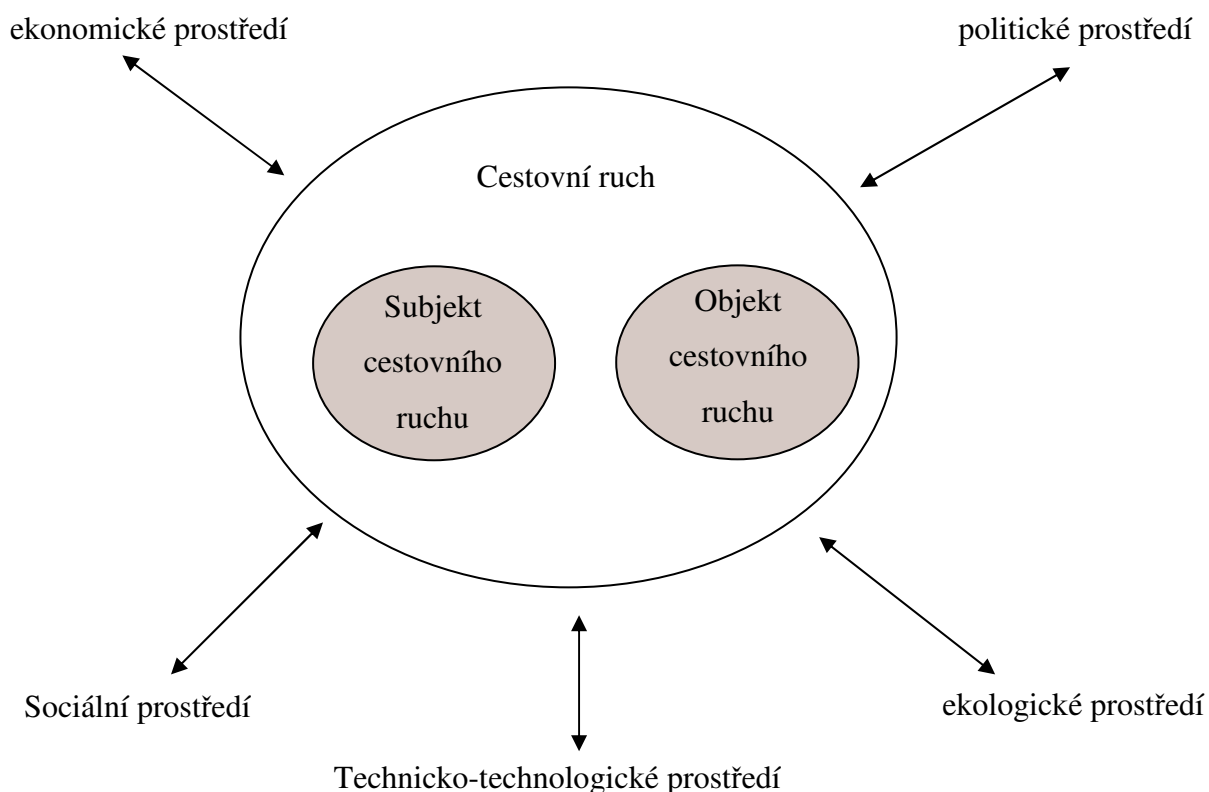 ekonomické prostředí
politické prostředí
Cestovní ruch
Subjekt
cestovního
ruchu
Objekt
cestovního
ruchu
Sociální prostředí
ekologické prostředí
Technicko-technologické prostředí